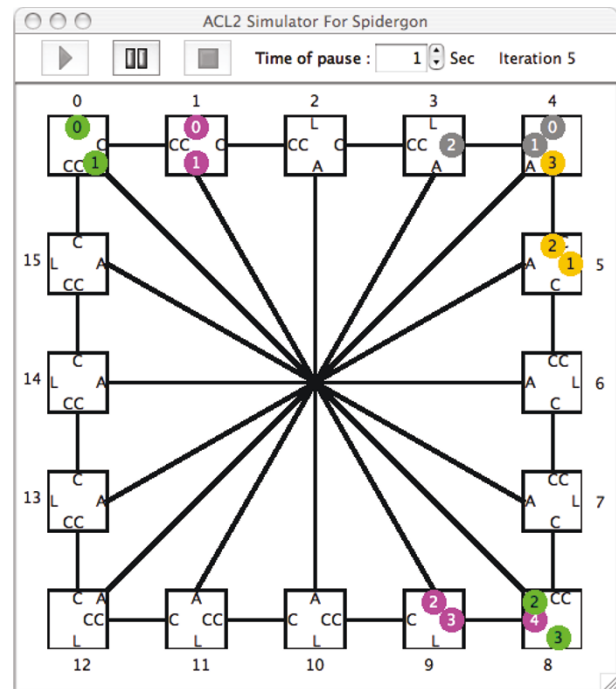 ACL2 Simulator For Spidergon
Time of pause : 1 Sec Iteration 5
0 1 2 3 4
0 0 L L 0
C CC C CC C CC 2 1
CC 1 1 A A A 3
C 2 C
15 L A A 1 5
CC C
C CC
14 L A A L 6
CC C
C CC
13 L A A L 7
CC C
C A A A 2 2 CC
CC C CC C CC C 3 4
L L L L 3
12 11 10 9 8